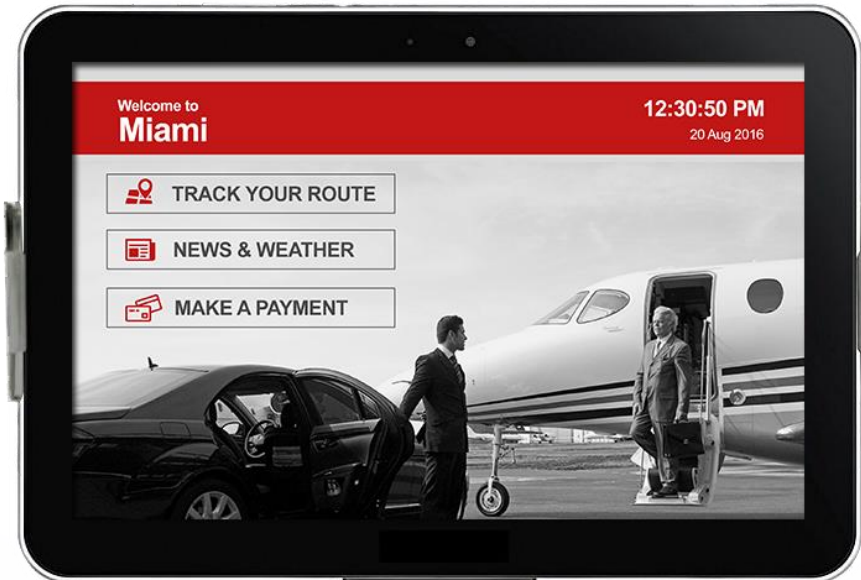 Welcome to
Miami
12:30:50 PM
20 Aug 2016
TRACK YOUR ROUTE
NEWS & WEATHER
MAKE A PAYMENT